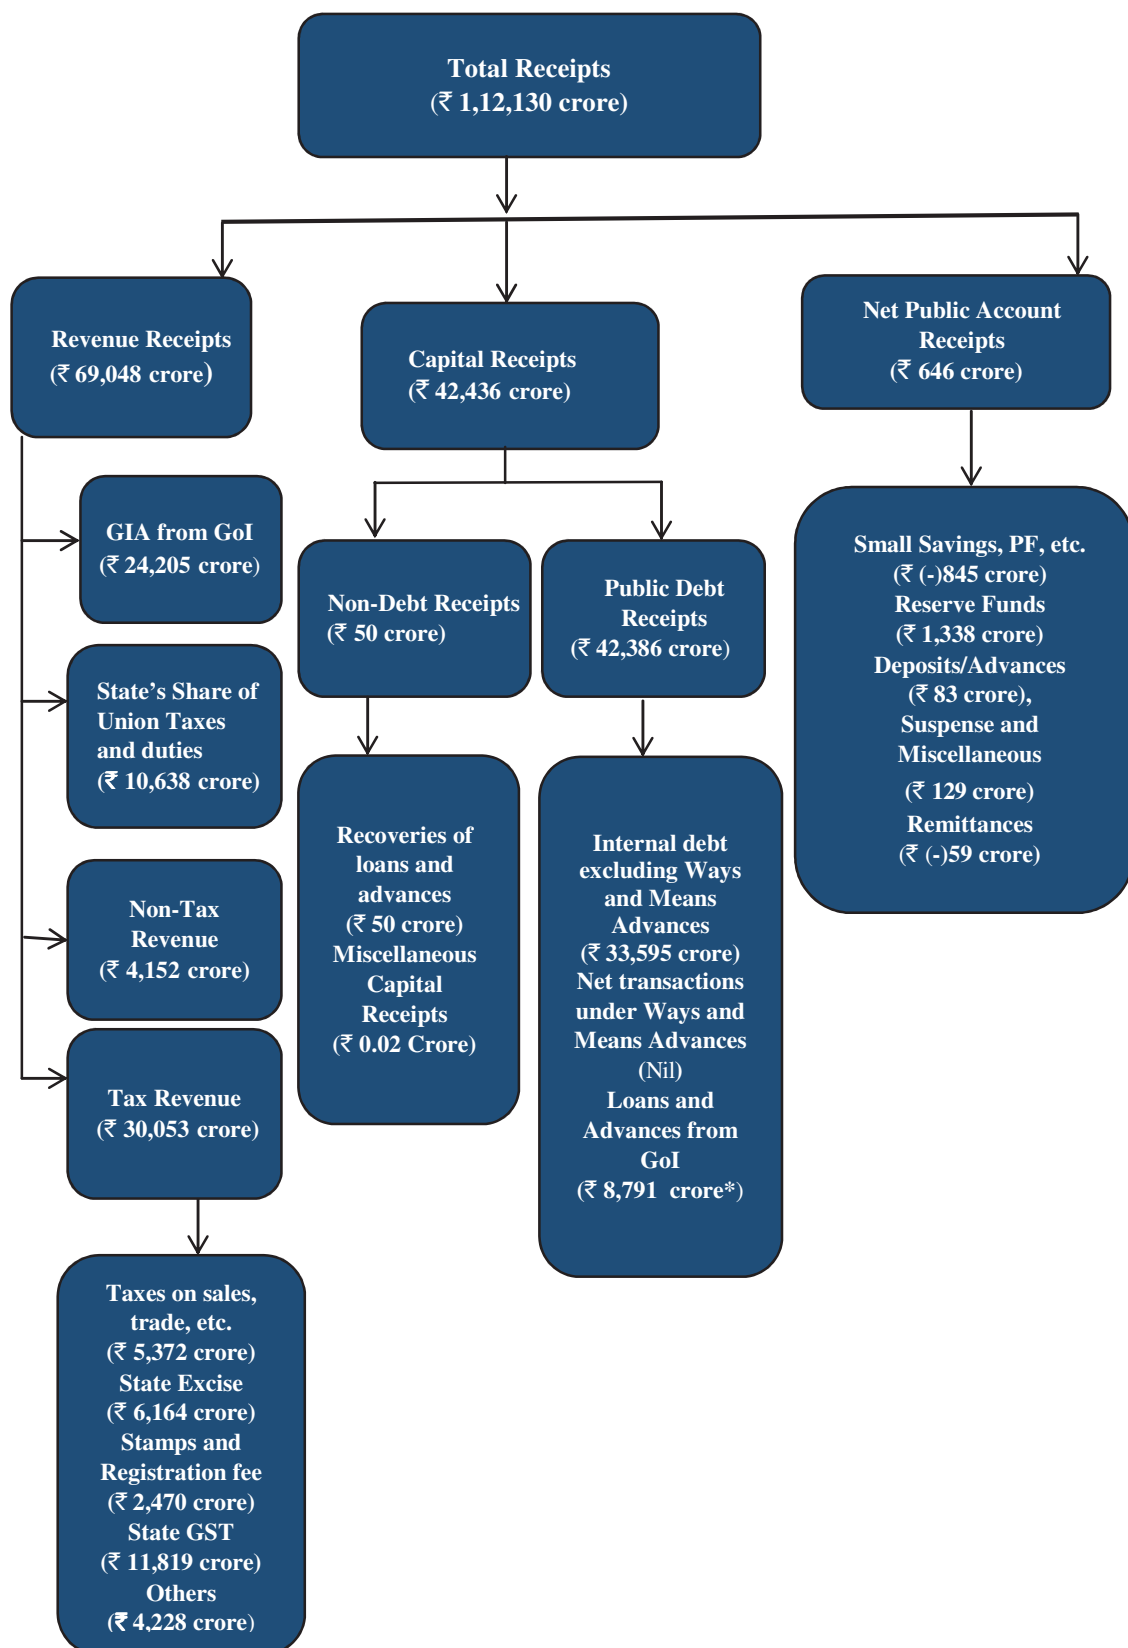 Total Receipts
(₹ 1,12,130 crore)
Revenue Receipts
(₹ 69,048 crore)
Capital Receipts
(₹ 42,436 crore)
Net Public Account
Receipts
(₹ 646 crore)
GIA from GoI
(₹ 24,205 crore)
State’s Share of
Union Taxes
and duties
(₹ 10,638 crore)
Non-Tax
Revenue
(₹ 4,152 crore)
Tax Revenue
(₹ 30,053 crore)
Taxes on sales,
trade, etc.
(₹ 5,372 crore)
State Excise
(₹ 6,164 crore)
Stamps and
Registration fee
(₹ 2,470 crore)
State GST
(₹ 11,819 crore)
Others
(₹ 4,228 crore)
Non-Debt Receipts
(₹ 50 crore)
Recoveries of
loans and
advances
(₹ 50 crore)
Miscellaneous
Capital
Receipts
(₹ 0.02 Crore)
Public Debt
Receipts
(₹ 42,386 crore)
Internal debt
excluding Ways
and Means
Advances
(₹ 33,595 crore)
Net transactions
under Ways and
Means Advances
(Nil)
Loans and
Advances from
GoI
(₹ 8,791 crore*)
Small Savings, PF, etc.
(₹ (-)845 crore)
Reserve Funds
(₹ 1,338 crore)
Deposits/Advances
(₹ 83 crore),
Suspense and
Miscellaneous
(₹ 129 crore)
Remittances
(₹ (-)59 crore)